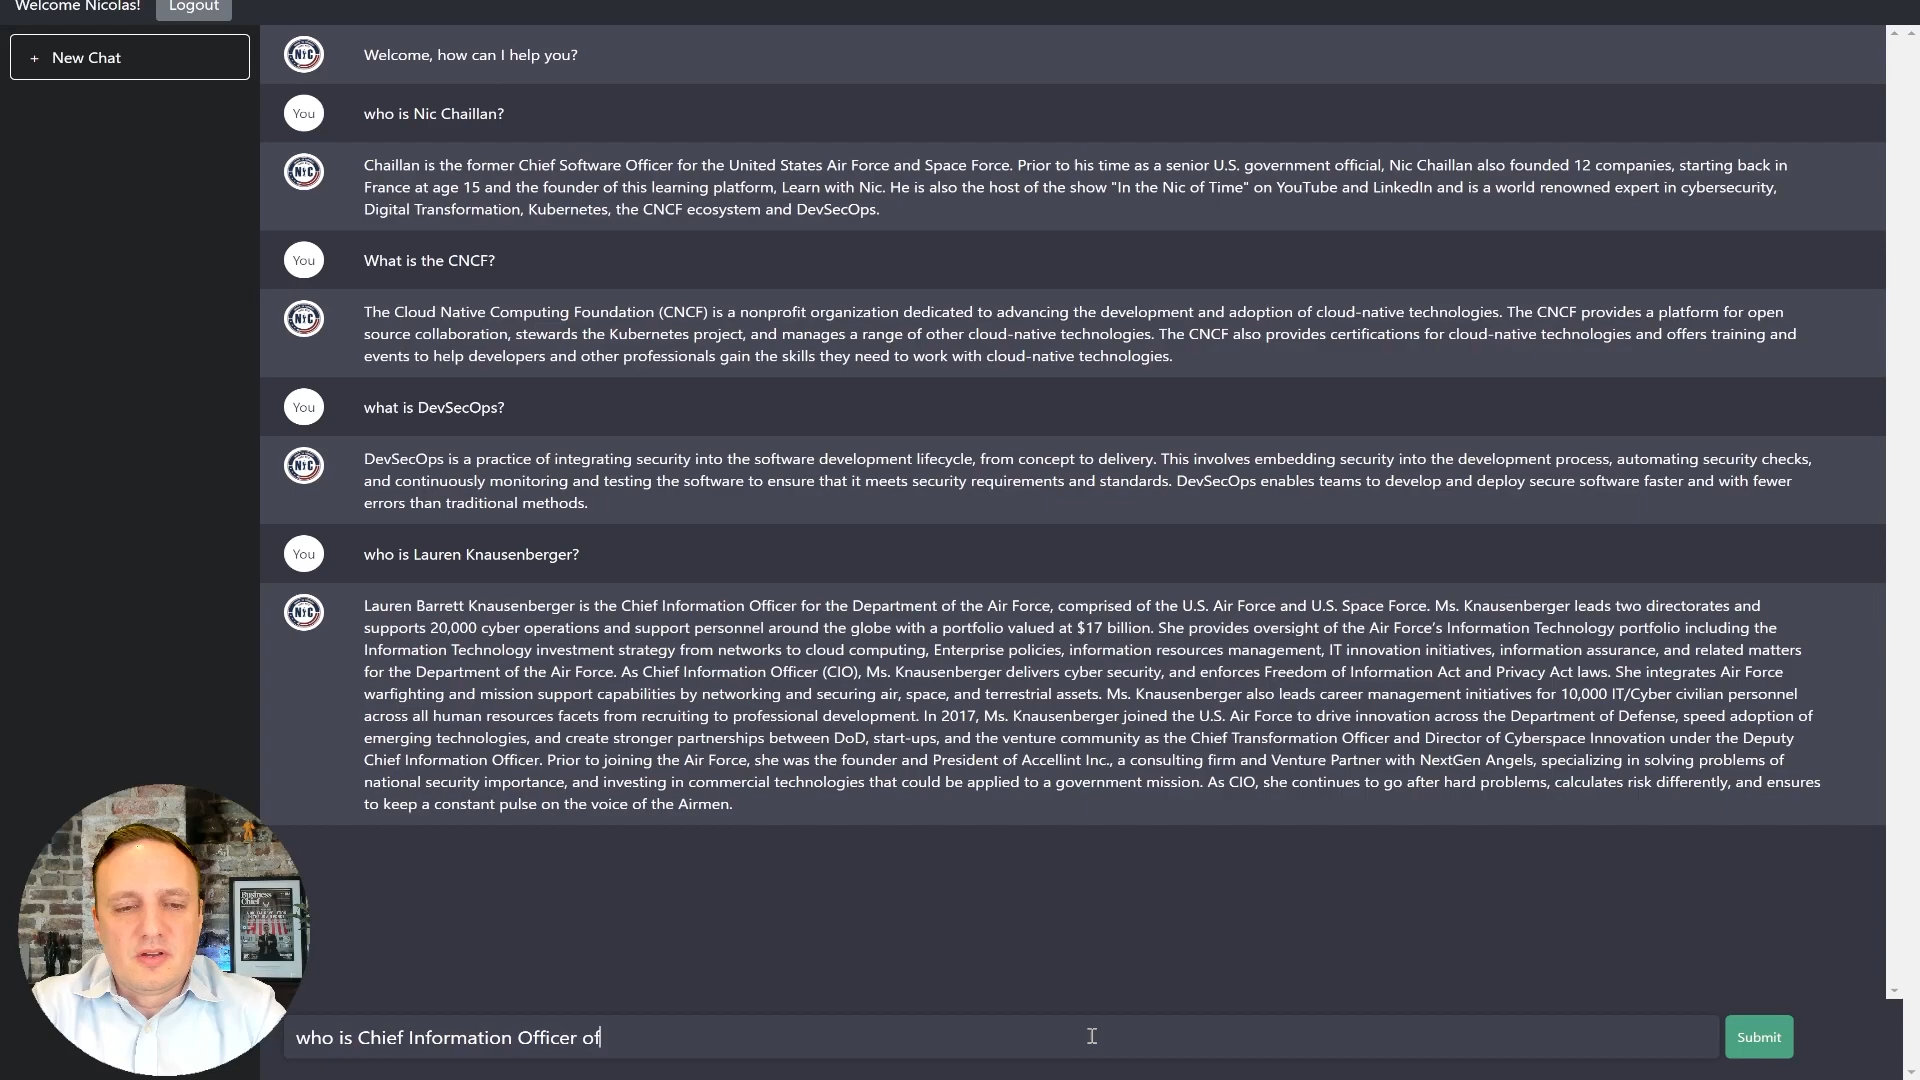 Welcome Nicolas!
Logout
+ New Chat
NIC
Welcome, how can I help you?
You
who is Nic Chaillan?
NIC
Chaillan is the former Chief Software Officer for the United States Air Force and Space Force. Prior to his time as a senior U.S. government official, Nic Chaillan also founded 12 companies, starting back in
France at age 15 and the founder of this learning platform, Learn with Nic. He is also the host of the show "In the Nic of Time" on YouTube and LinkedIn and is a world renowned expert in cybersecurity,
Digital Transformation, Kubernetes, the CNCF ecosystem and DevSecOps.
You
What is the CNCF?
NIC
The Cloud Native Computing Foundation (CNCF) is a nonprofit organization dedicated to advancing the development and adoption of cloud-native technologies. The CNCF provides a platform for open
source collaboration, stewards the Kubernetes project, and manages a range of other cloud-native technologies. The CNCF also provides certifications for cloud-native technologies and offers training and
events to help developers and other professionals gain the skills they need to work with cloud-native technologies.
You
what is DevSecOps?
NIC
DevSecOps is a practice of integrating security into the software development lifecycle, from concept to delivery. This involves embedding security into the development process, automating security checks,
and continuously monitoring and testing the software to ensure that it meets security requirements and standards. DevSecOps enables teams to develop and deploy secure software faster and with fewer
errors than traditional methods.
You
who is Lauren Knausenberger?
NIC
Lauren Barrett Knausenberger is the Chief Information Officer for the Department of the Air Force, comprised of the U.S. Air Force and U.S. Space Force. Ms. Knausenberger leads two directorates and
supports 20,000 cyber operations and support personnel around the globe with a portfolio valued at $17 billion. She provides oversight of the Air Force’s Information Technology portfolio including the
Information Technology investment strategy from networks to cloud computing, Enterprise policies, information resources management, IT innovation initiatives, information assurance, and related matters
for the Department of the Air Force. As Chief Information Officer (CIO), Ms. Knausenberger delivers cyber security, and enforces Freedom of Information Act and Privacy Act laws. She integrates Air Force
warfighting and mission support capabilities by networking and securing air, space, and terrestrial assets. Ms. Knausenberger also leads career management initiatives for 10,000 IT/Cyber civilian personnel
across all human resources facets from recruiting to professional development. In 2017, Ms. Knausenberger joined the U.S. Air Force to drive innovation across the Department of Defense, speed adoption of
emerging technologies, and create stronger partnerships between DoD, start-ups, and the venture community as the Chief Transformation Officer and Director of Cyberspace Innovation under the Deputy
Chief Information Officer. Prior to joining the Air Force, she was the founder and President of Accellint Inc., a consulting firm and Venture Partner with NextGen Angels, specializing in solving problems of
national security importance, and investing in commercial technologies that could be applied to a government mission. As CIO, she continues to go after hard problems, calculates risk differently, and ensures
to keep a constant pulse on the voice of the Airmen.
Business
Chief
who is Chief Information Officer of
Submit